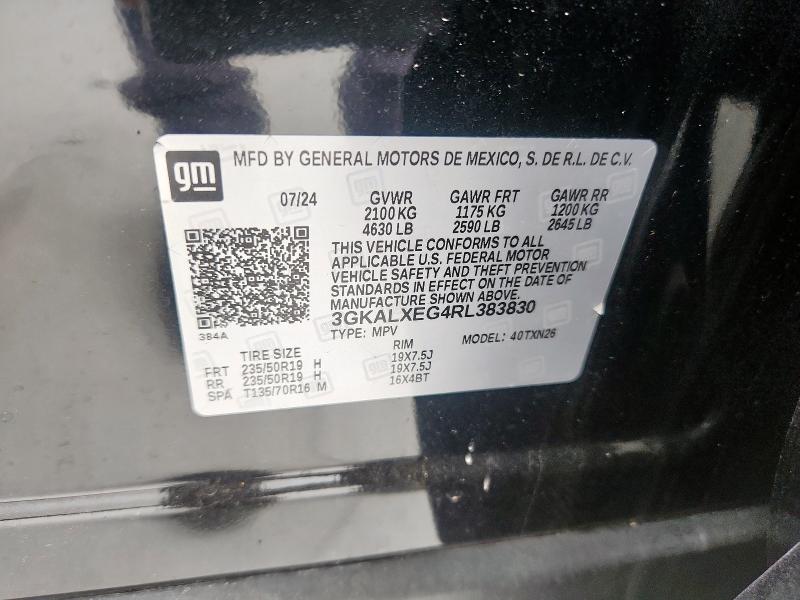 gm MFD BY GENERAL MOTORS DE MEXICO, S. DE R.L. DE C.V.
07/24 GVWR GAWR FRT GAWR RR
2100 KG 1175 KG 1200 KG
4630 LB 2590 LB 2645 LB
THIS VEHICLE CONFORMS TO ALL
APPLICABLE U.S. FEDERAL MOTOR
VEHICLE SAFETY AND THEFT PREVENTION
STANDARDS IN EFFECT ON THE DATE OF
MANUFACTURE SHOWN ABOVE.
3GKALXEG4RL383830
384A TYPE: MPV MODEL: 40TXN26
TIRE SIZE RIM
FRT 235/50R19 H 19X7.5J
RR 235/50R19 H 19X7.5J
SPA T135/70R16 M 16X4BT